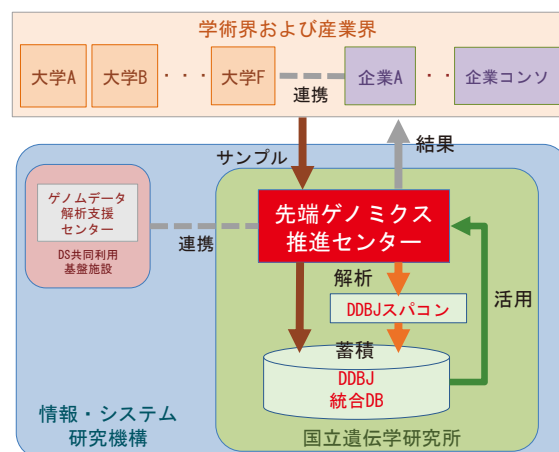 学術界および産業界
大学A 大学B ・・・ 大学F 企業A ・・ 企業コンソ
連携
サンプル 結果
ゲノムデータ
解析支援
センター
DS共同利用
基盤施設
連携
先端ゲノミクス
推進センター
解析
DDBJスパコン
活用
蓄積
DDBJ
統合DB
情報・システム
研究機構
国立遺伝学研究所